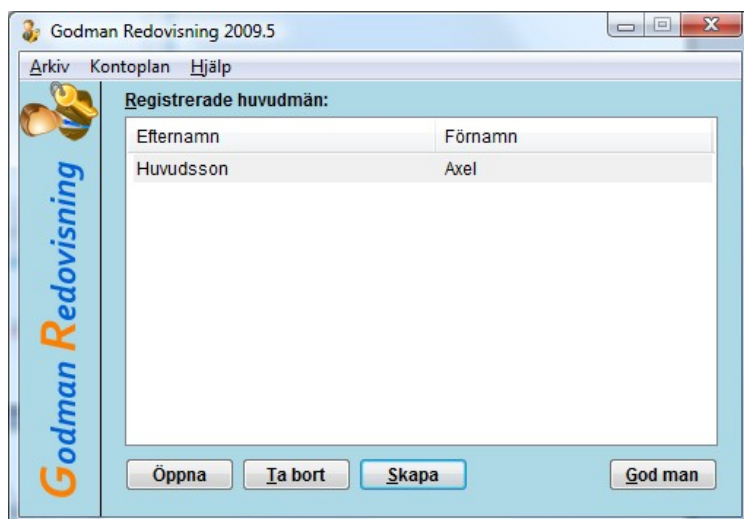 Godman Redovisning 2009.5
Arkiv Kontoplan Hjälp
Registrerade huvudmän:
Efternamn Förnamn
Huvudsson Axel
Godman Redovisning
Öppna Ta bort Skapa God man